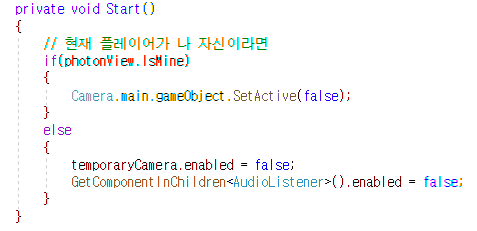 private void Start()
{
// 현재 플레이어가 나 자신이라면
if(photonView.IsMine)
{
Camera.main.gameObject.SetActive(false);
}
else
{
temporaryCamera.enabled = false;
GetComponentInChildren<AudioListener>().enabled = false;
}
}